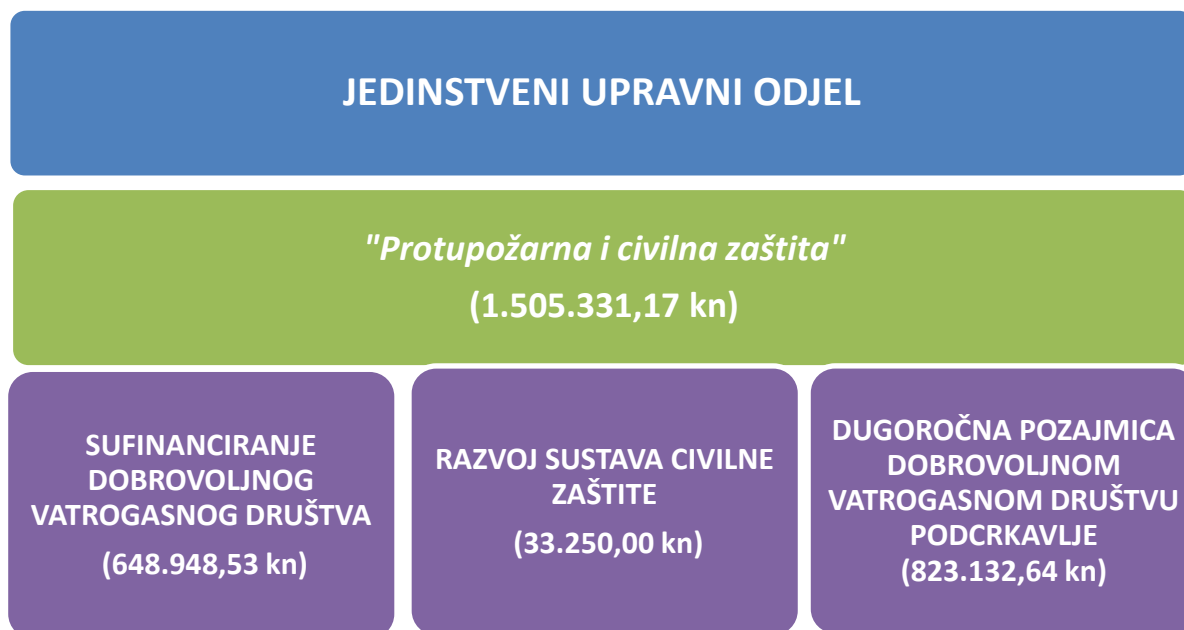 JEDINSTVENI UPRAVNI ODJEL
"Protupožarna i civilna zaštita"
(1.505.331,17 kn)
SUFINANCIRANJE
DOBROVOLJNOG
VATROGASNOG DRUŠTVA
(648.948,53 kn)
RAZVOJ SUSTAVA CIVILNE
ZAŠTITE
(33.250,00 kn)
DUGOROČNA POZAJMICA
DOBROVOLJNOM
VATROGASNOM DRUŠTVU
PODCRKAVLJE
(823.132,64 kn)